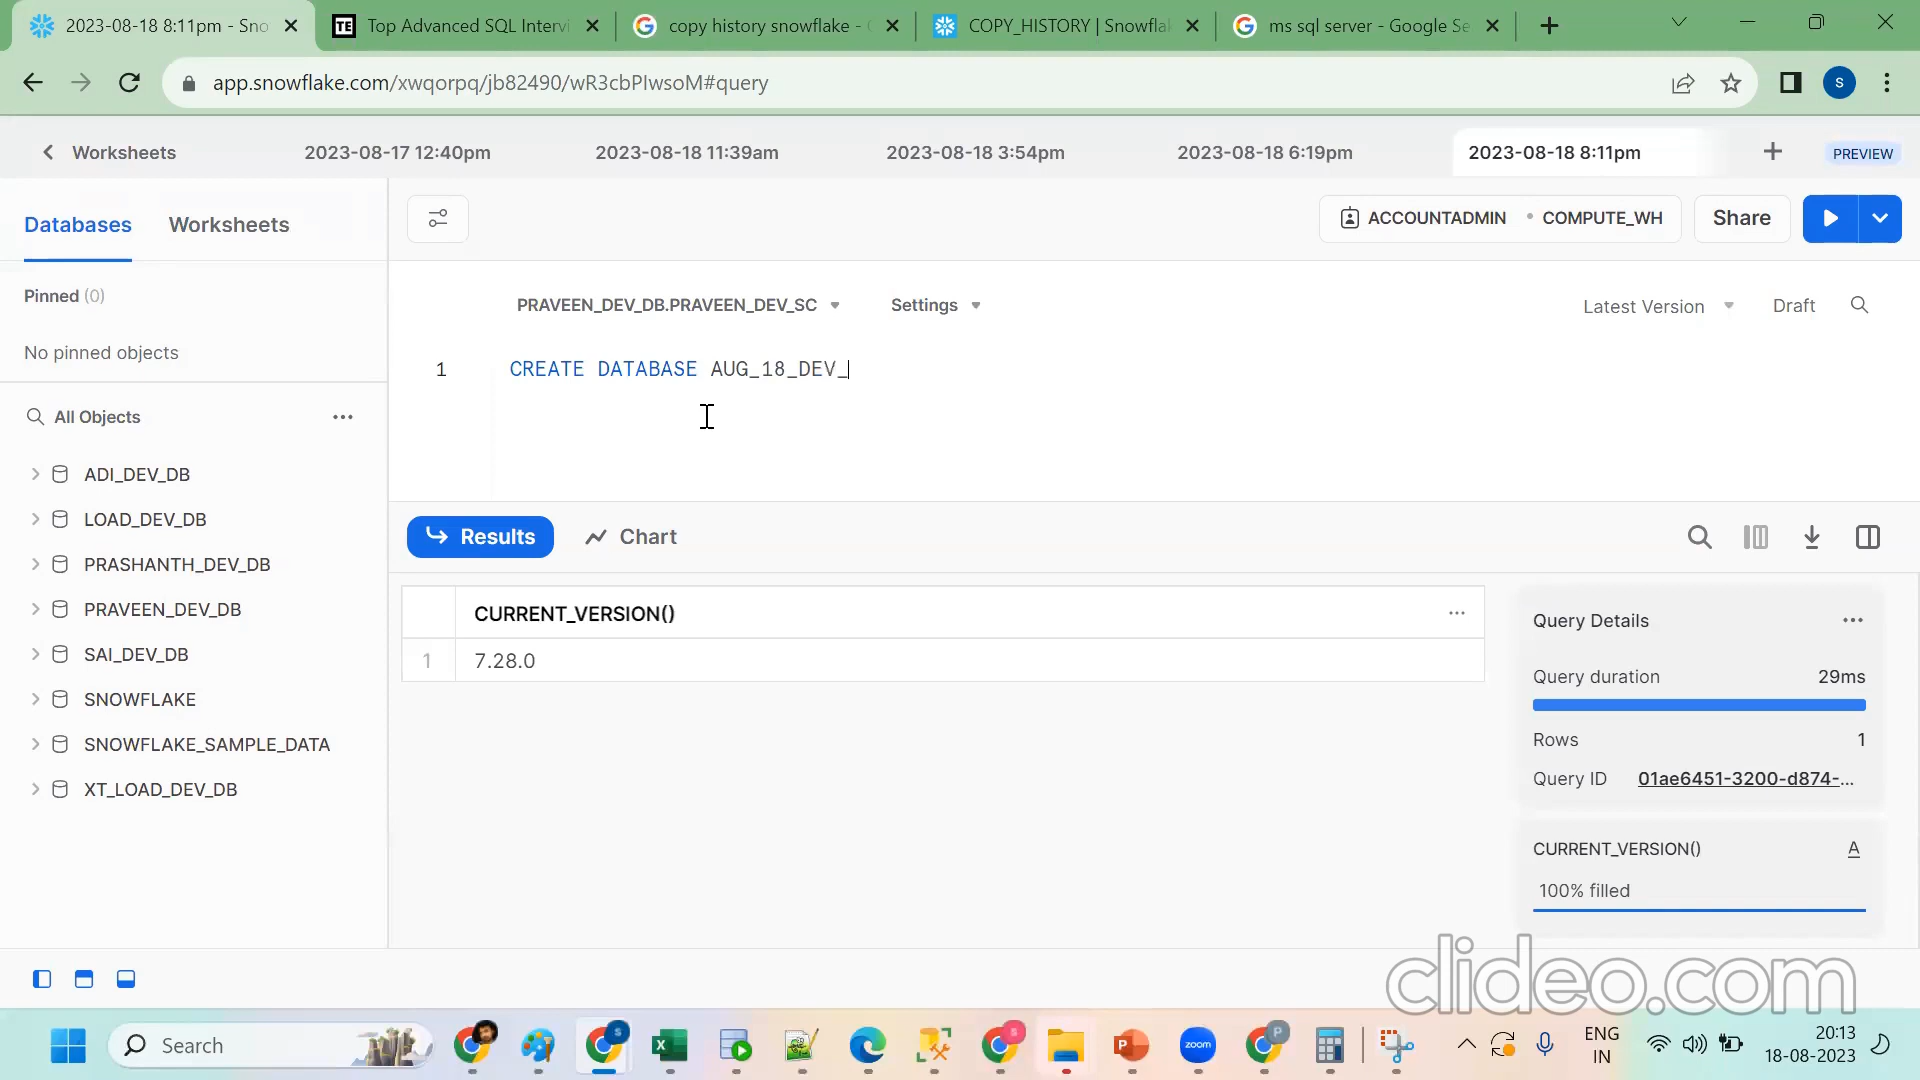 2023-08-18 8:11pm - Sno
Top Advanced SQL Intervi
copy history snowflake -
COPY_HISTORY | Snowflak
ms sql server - Google Se
app.snowflake.com/xwqorpq/jb82490/wR3cbPIwsoM#query
S
Worksheets
2023-08-17 12:40pm
2023-08-18 11:39am
2023-08-18 3:54pm
2023-08-18 6:19pm
2023-08-18 8:11pm
PREVIEW
Databases
Worksheets
ACCOUNTADMIN • COMPUTE_WH
Share
Pinned (0)
No pinned objects
PRAVEEN_DEV_DB.PRAVEEN_DEV_SC
Settings
Latest Version
Draft
1 CREATE DATABASE AUG_18_DEV_
All Objects
ADI_DEV_DB
LOAD_DEV_DB
PRASHANTH_DEV_DB
PRAVEEN_DEV_DB
SAI_DEV_DB
SNOWFLAKE
SNOWFLAKE_SAMPLE_DATA
XT_LOAD_DEV_DB
Results
Chart
CURRENT_VERSION()
1 7.28.0
Query Details
Query duration 29ms
Rows 1
Query ID 01ae6451-3200-d874-...
CURRENT_VERSION() A
100% filled
clideo.com
Search
zoom
ENG
IN
20:13
18-08-2023